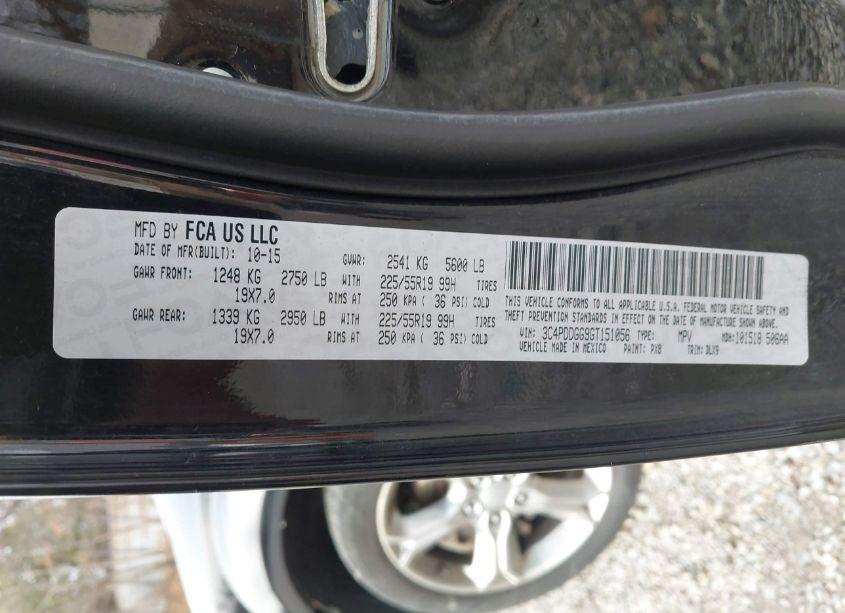 MFD BY FCA US LLC
DATE OF MFR(BUILT): 10-15 GVWR: 2541 KG 5600 LB
GAWR FRONT: 1248 KG 2750 LB WITH 225/55R19 99H TIRES
19X7.0 RIMS AT 250 KPA ( 36 PSI) COLD
GAWR REAR: 1339 KG 2950 LB WITH 225/55R19 99H TIRES
19X7.0 RIMS AT 250 KPA ( 36 PSI) COLD
THIS VEHICLE CONFORMS TO ALL APPLICABLE U.S.A. FEDERAL MOTOR VEHICLE SAFETY AND
THEFT PREVENTION STANDARDS IN EFFECT ON THE DATE OF MANUFACTURE SHOWN ABOVE.
VIN: 3C4PDDGG9GT151056 TYPE: MPV MDH: 101518 506AA
VEHICLE MADE IN MEXICO PAINT: PX8 TRIM: DLX9